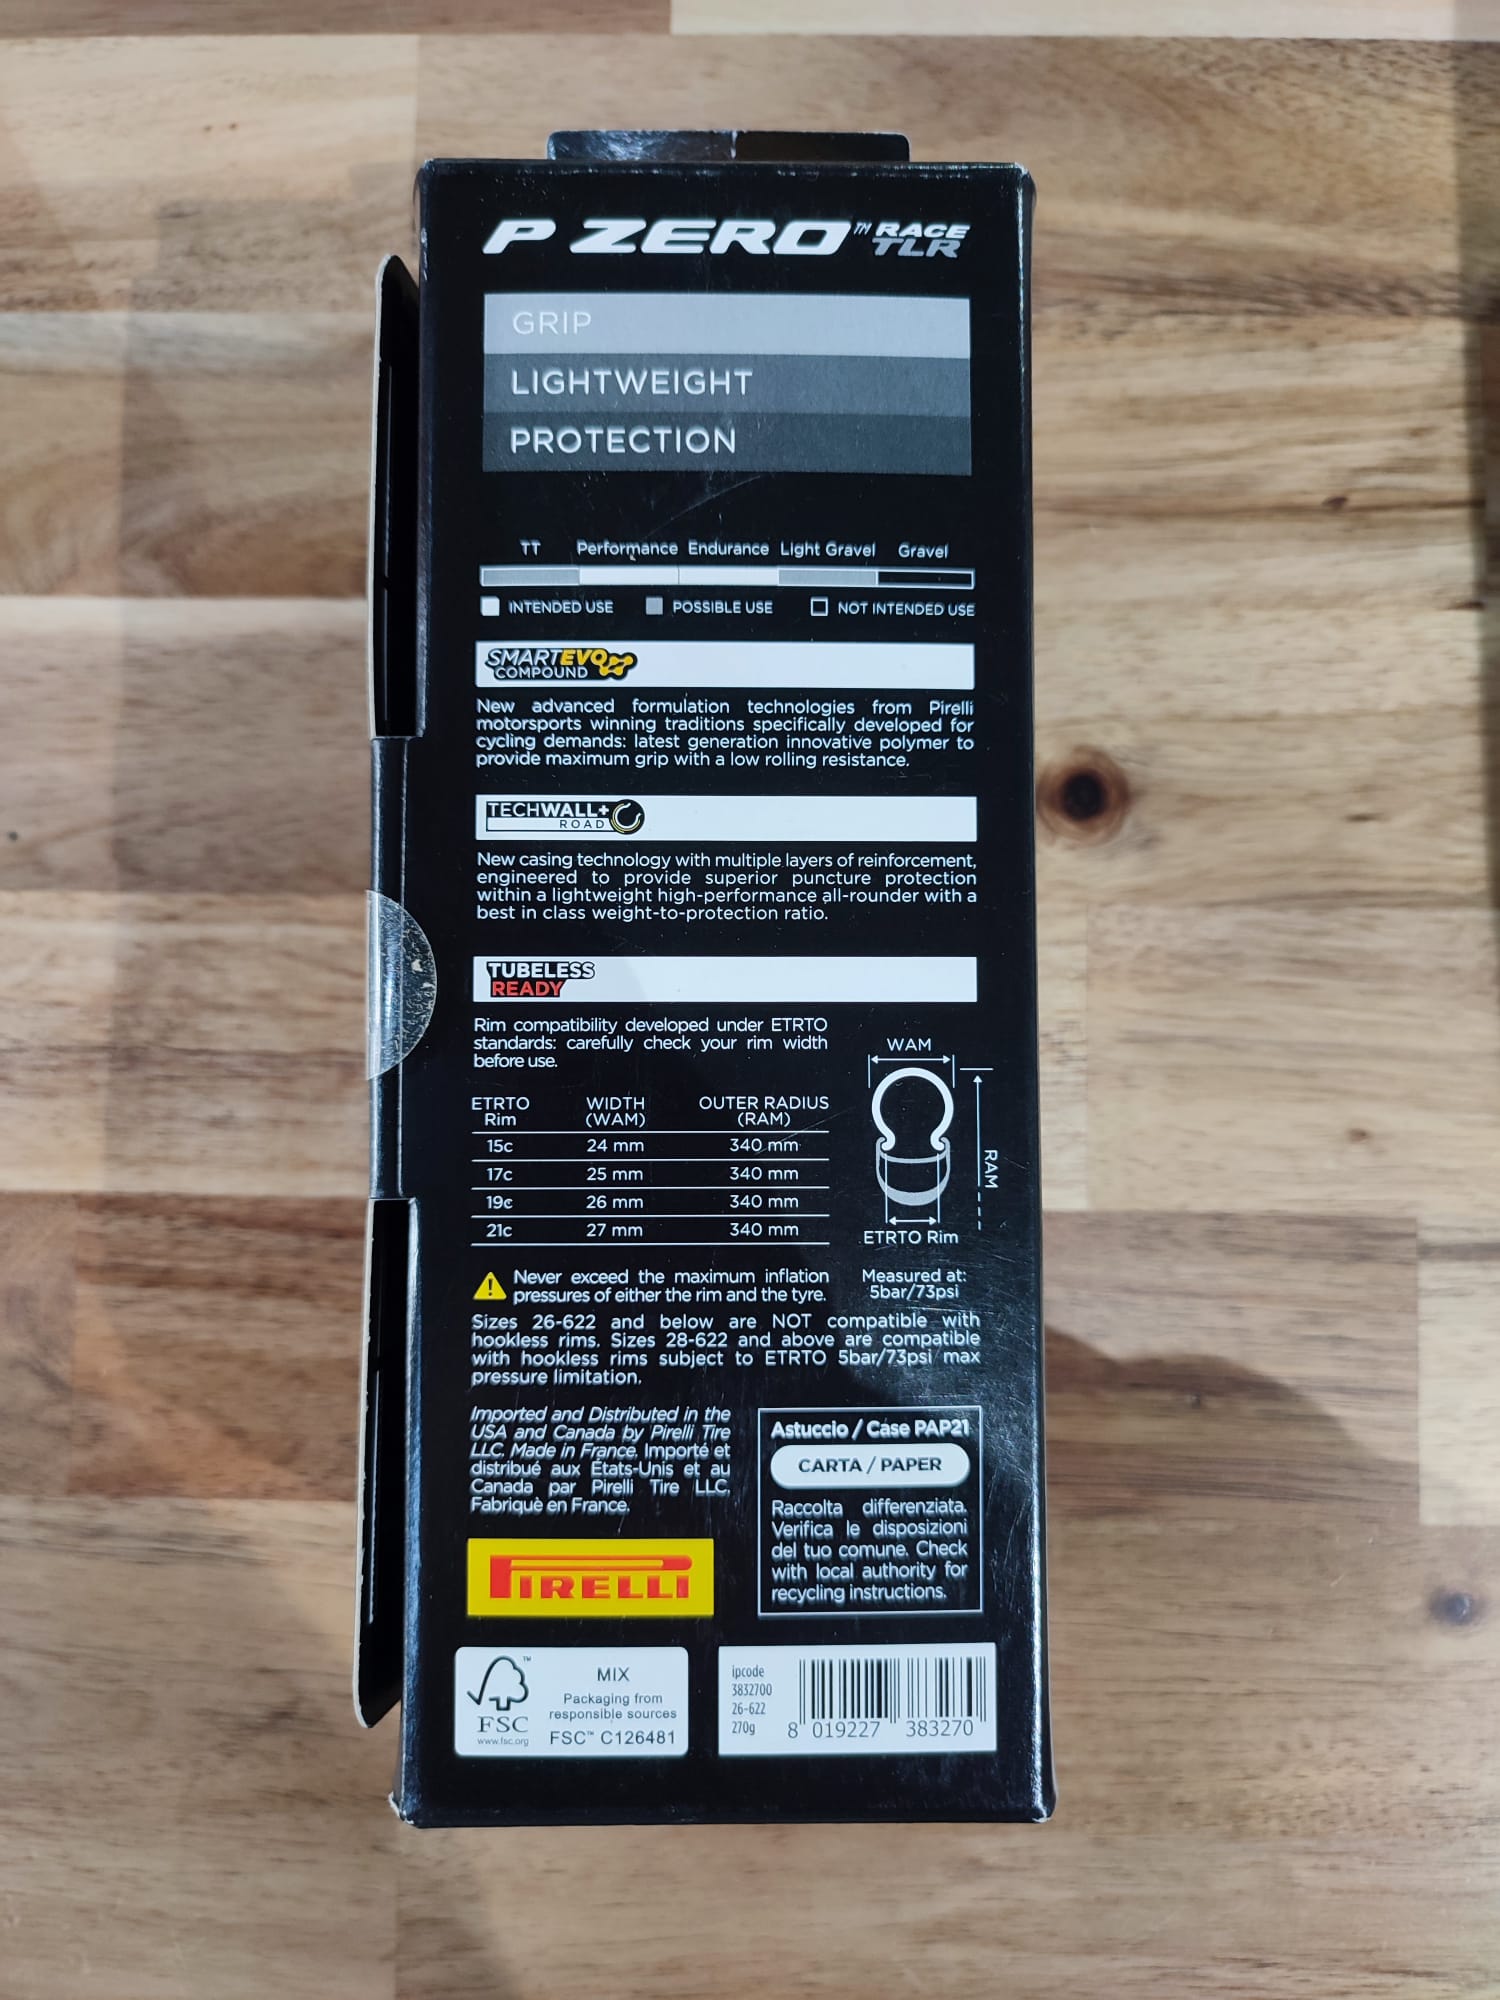 P ZERO™ RACE TLR
GRIP
LIGHTWEIGHT
PROTECTION
TT Performance Endurance Light Gravel Gravel
INTENDED USE POSSIBLE USE NOT INTENDED USE
SMARTEVO
COMPOUND
New advanced formulation technologies from Pirelli
motorsports winning traditions specifically developed for
cycling demands: latest generation innovative polymer to
provide maximum grip with a low rolling resistance.
TECHWALL+
ROAD
New casing technology with multiple layers of reinforcement,
engineered to provide superior puncture protection
within a lightweight high-performance all-rounder with a
best in class weight-to-protection ratio.
TUBELESS
READY
Rim compatibility developed under ETRTO
standards: carefully check your rim width
before use.
ETRTO Rim WIDTH (WAM) OUTER RADIUS (RAM)
15c 24 mm 340 mm
17c 25 mm 340 mm
19c 26 mm 340 mm
21c 27 mm 340 mm
WAM
RAM
ETRTO Rim
Measured at:
5bar/73psi
Never exceed the maximum inflation
pressures of either the rim and the tyre.
Sizes 26-622 and below are NOT compatible with
hookless rims. Sizes 28-622 and above are compatible
with hookless rims subject to ETRTO 5bar/73psi max
pressure limitation.
Imported and Distributed in the
USA and Canada by Pirelli Tire
LLC. Made in France. Importé et
distribué aux États-Unis et au
Canada par Pirelli Tire LLC.
Fabriquè en France.
Astuccio / Case PAP21
CARTA / PAPER
Raccolta differenziata.
Verifica le disposizioni
del tuo comune. Check
with local authority for
recycling instructions.
PIRELLI
FSC
www.fsc.org
™
MIX
Packaging from
responsible sources
FSC™ C126481
ipcode
3832700
26-622
270g
8 019227 383270